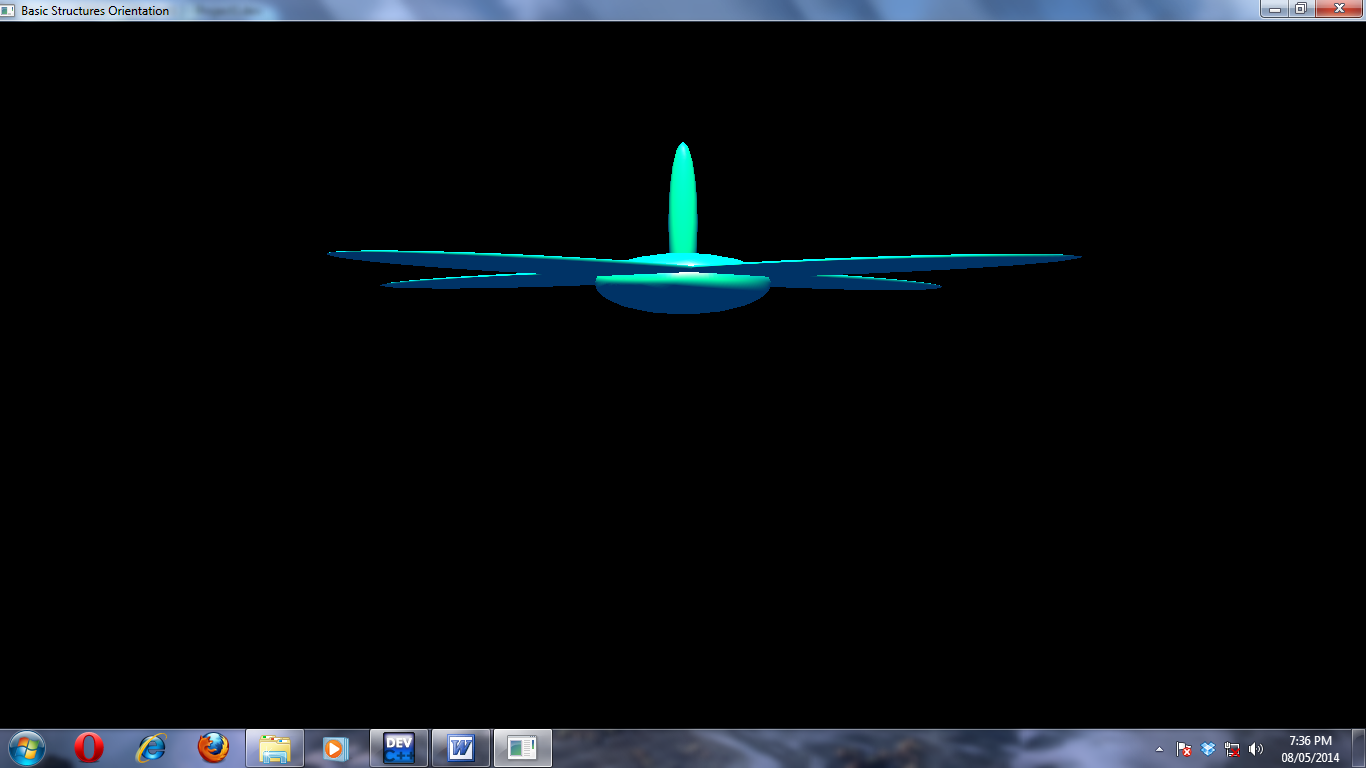 Basic Structures Orientation
DEV
C++
W
7:36 PM
08/05/2014